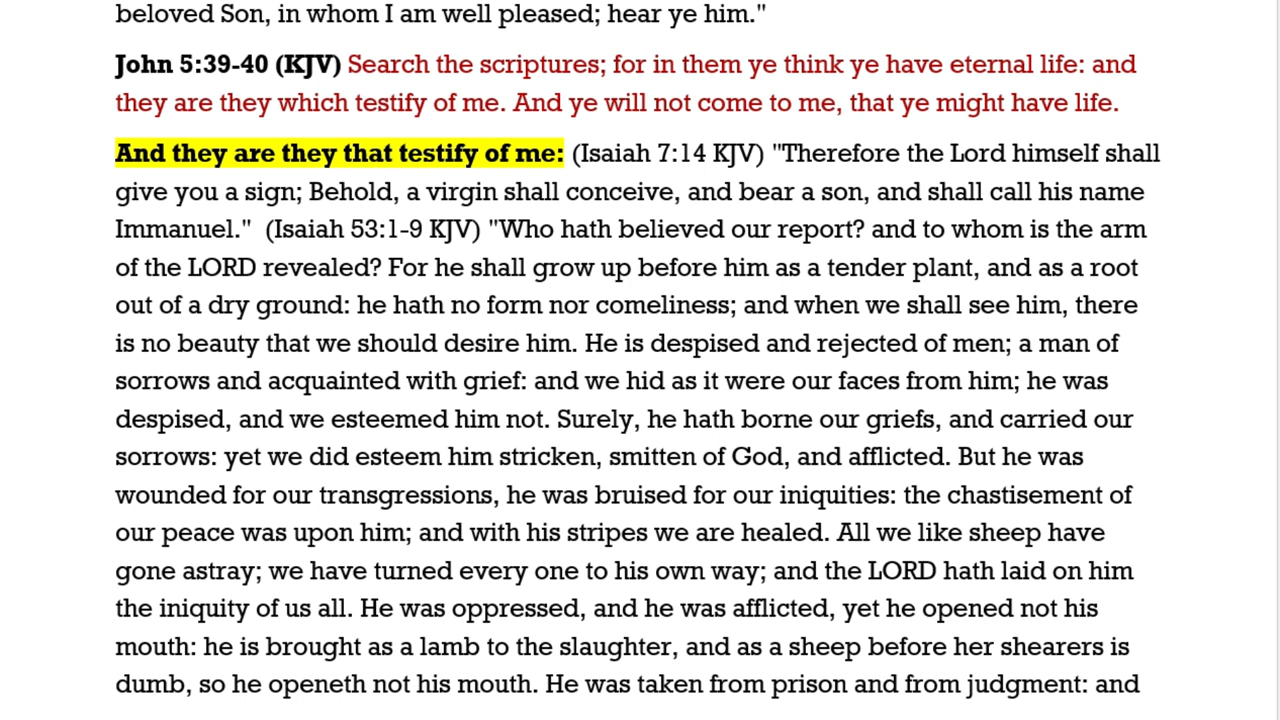 beloved Son, in whom I am well pleased; hear ye him."
John 5:39-40 (KJV) Search the scriptures; for in them ye think ye have eternal life: and
they are they which testify of me. And ye will not come to me, that ye might have life.
And they are they that testify of me: (Isaiah 7:14 KJV) "Therefore the Lord himself shall
give you a sign; Behold, a virgin shall conceive, and bear a son, and shall call his name
Immanuel."  (Isaiah 53:1-9 KJV) "Who hath believed our report? and to whom is the arm
of the LORD revealed? For he shall grow up before him as a tender plant, and as a root
out of a dry ground: he hath no form nor comeliness; and when we shall see him, there
is no beauty that we should desire him. He is despised and rejected of men; a man of
sorrows and acquainted with grief: and we hid as it were our faces from him; he was
despised, and we esteemed him not. Surely, he hath borne our griefs, and carried our
sorrows: yet we did esteem him stricken, smitten of God, and afflicted. But he was
wounded for our transgressions, he was bruised for our iniquities: the chastisement of
our peace was upon him; and with his stripes we are healed. All we like sheep have
gone astray; we have turned every one to his own way; and the LORD hath laid on him
the iniquity of us all. He was oppressed, and he was afflicted, yet he opened not his
mouth: he is brought as a lamb to the slaughter, and as a sheep before her shearers is
dumb, so he openeth not his mouth. He was taken from prison and from judgment: and